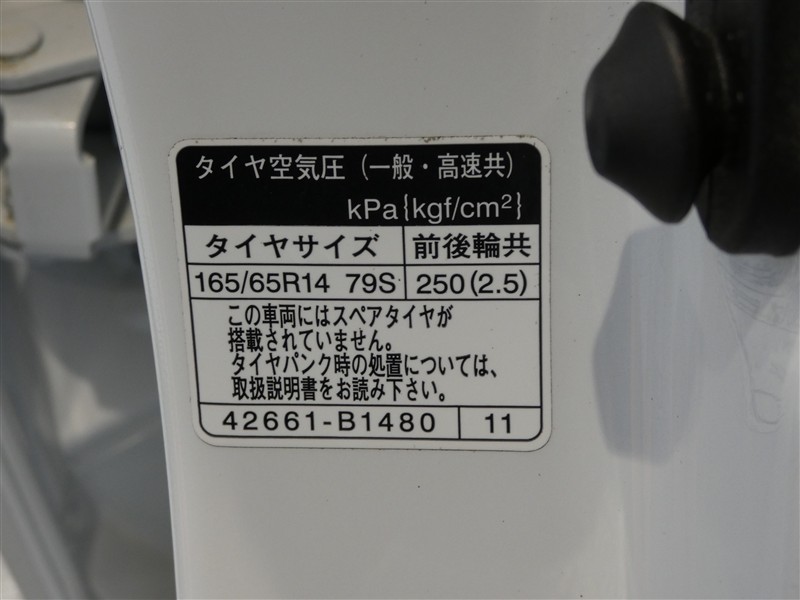 タイヤ空気圧（一般・高速共）
kPa{kgf/cm²}
タイヤサイズ 前後輪共
165/65R14 79S 250(2.5)
この車両にはスペアタイヤが
搭載されていません。
タイヤパンク時の処置については、
取扱説明書をお読み下さい。
42661-B1480 11